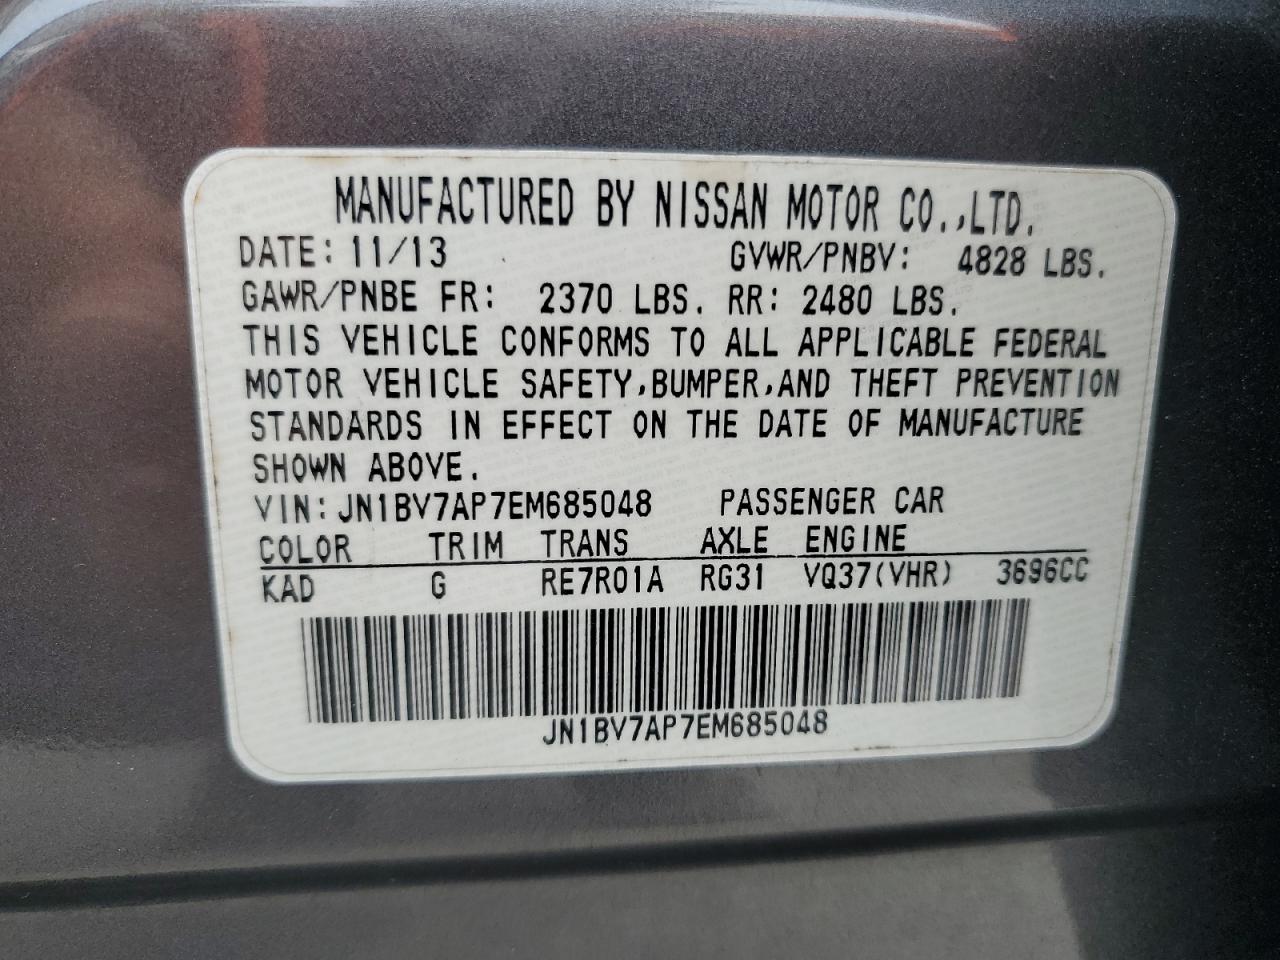 MANUFACTURED BY NISSAN MOTOR CO.,LTD.
DATE: 11/13 GVWR/PNBV: 4828 LBS.
GAWR/PNBE FR: 2370 LBS. RR: 2480 LBS.
THIS VEHICLE CONFORMS TO ALL APPLICABLE FEDERAL
MOTOR VEHICLE SAFETY,BUMPER,AND THEFT PREVENTION
STANDARDS IN EFFECT ON THE DATE OF MANUFACTURE
SHOWN ABOVE.
VIN: JN1BV7AP7EM685048 PASSENGER CAR
COLOR TRIM TRANS AXLE ENGINE
KAD G RE7R01A RG31 VQ37(VHR) 3696CC
JN1BV7AP7EM685048